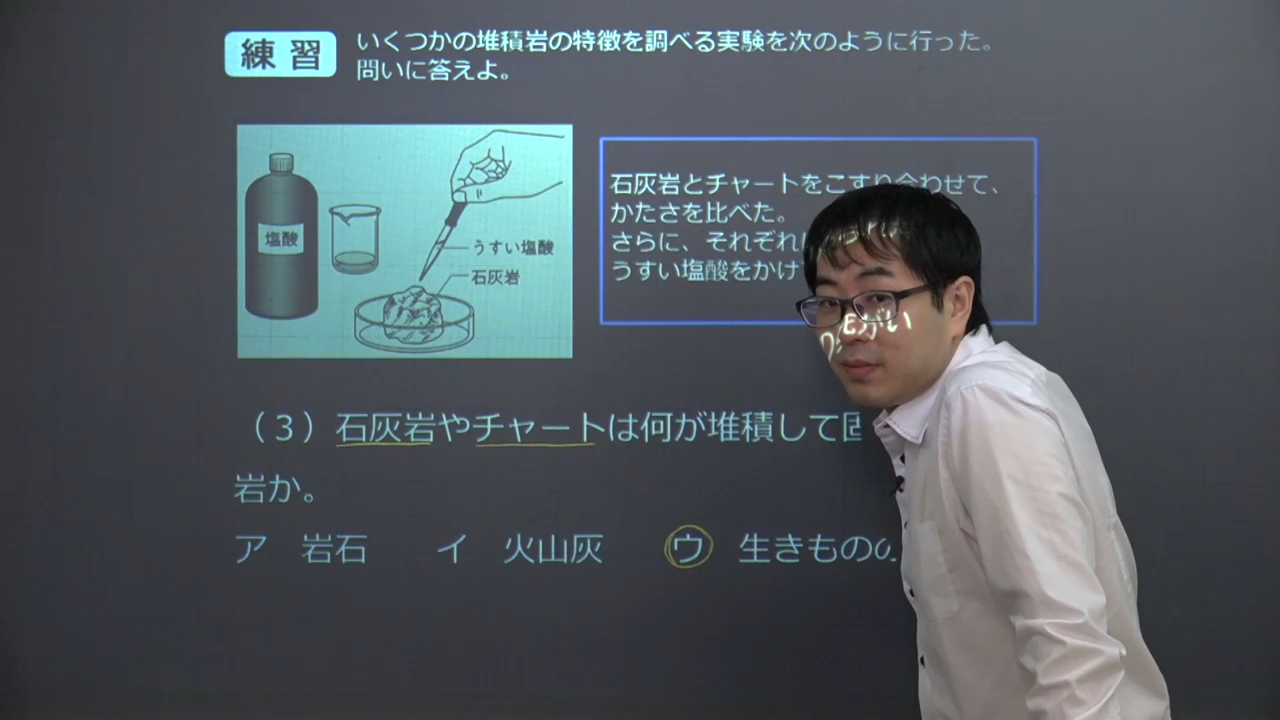 練習
いくつかの堆積岩の特徴を調べる実験を次のように行った。
問いに答えよ。
塩酸
うすい塩酸
石灰岩
石灰岩とチャートをこすり合わせて、
かたさを比べた。
さらに、それぞれに
うすい塩酸をかけ
(3)石灰岩やチャートは何が堆積して固
岩か。
ア 岩石 イ 火山灰 ウ 生きものの
がい